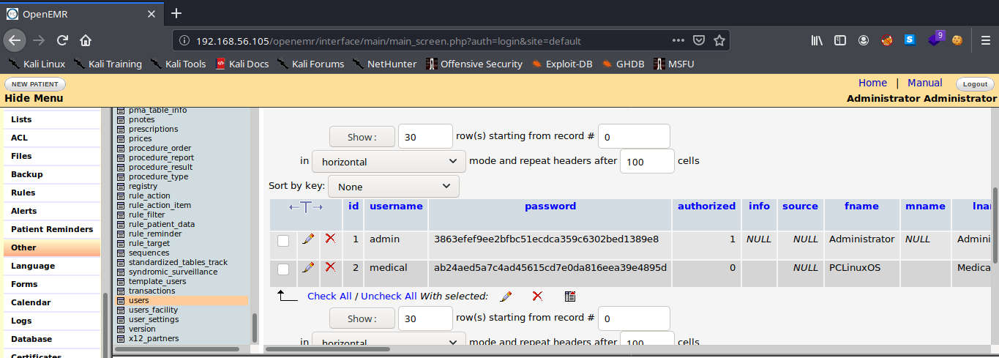 OpenEMR
192.168.56.105/openemr/interface/main/main_screen.php?auth=login&site=default
9
Kali Linux Kali Training Kali Tools Kali Docs Kali Forums NetHunter Offensive Security Exploit-DB GHDB MSFU
NEW PATIENT
Hide Menu
Home | Manual Logout
Administrator Administrator
Lists
ACL
Files
Backup
Rules
Alerts
Patient Reminders
Other
Language
Forms
Calendar
Logs
Database
Certificates
pma_table_info
pnotes
prescriptions
prices
procedure_order
procedure_report
procedure_result
procedure_type
registry
rule_action
rule_action_item
rule_filter
rule_patient_data
rule_reminder
rule_target
sequences
standardized_tables_track
syndromic_surveillance
template_users
transactions
users
users_facility
user_settings
version
x12_partners
Show : 30 row(s) starting from record # 0
in horizontal mode and repeat headers after 100 cells
Sort by key: None
←T→ id username password authorized info source fname mname lna
1 admin 3863efef9ee2bfbc51ecdca359c6302bed1389e8 1 NULL NULL Administrator NULL Admini
2 medical ab24aed5a7c4ad45615cd7e0da816eea39e4895d 0 NULL PCLinuxOS Medica
Check All / Uncheck All With selected:
Show : 30 row(s) starting from record # 0
in horizontal mode and repeat headers after 100 cells